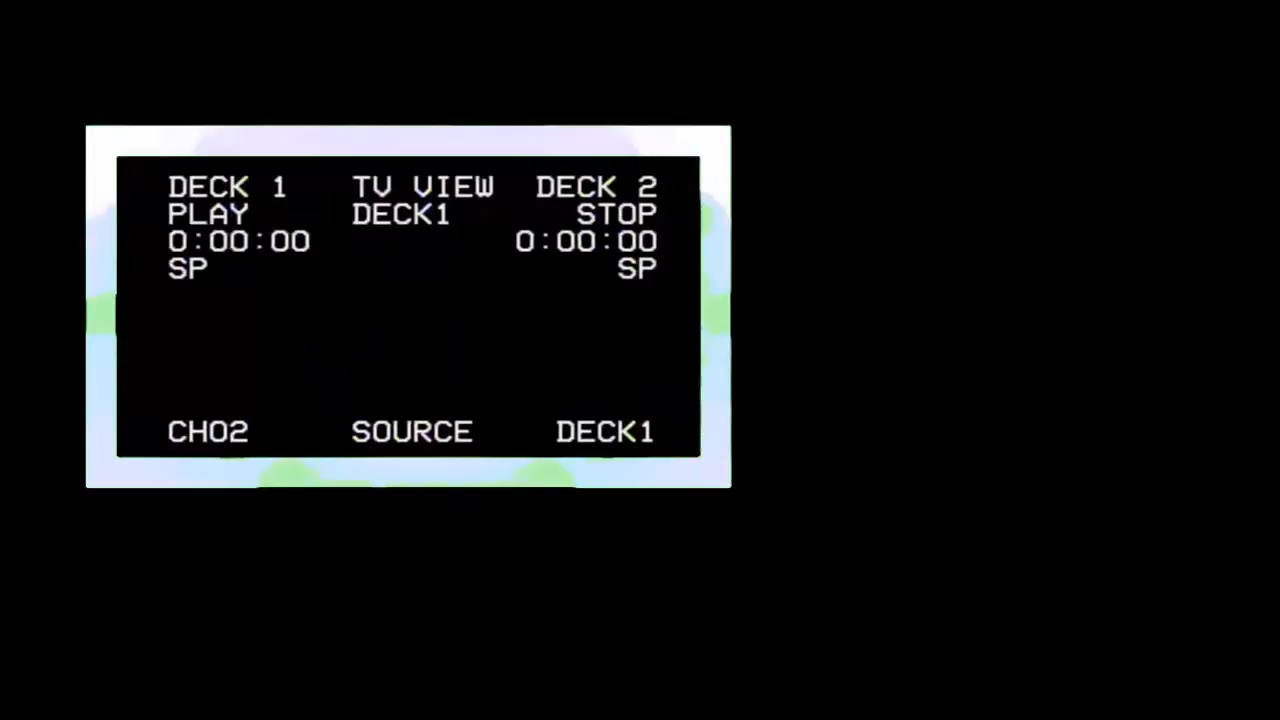 DECK 1 TV VIEW DECK 2
PLAY DECK1 STOP
0:00:00 0:00:00
SP SP
CH02 SOURCE DECK1